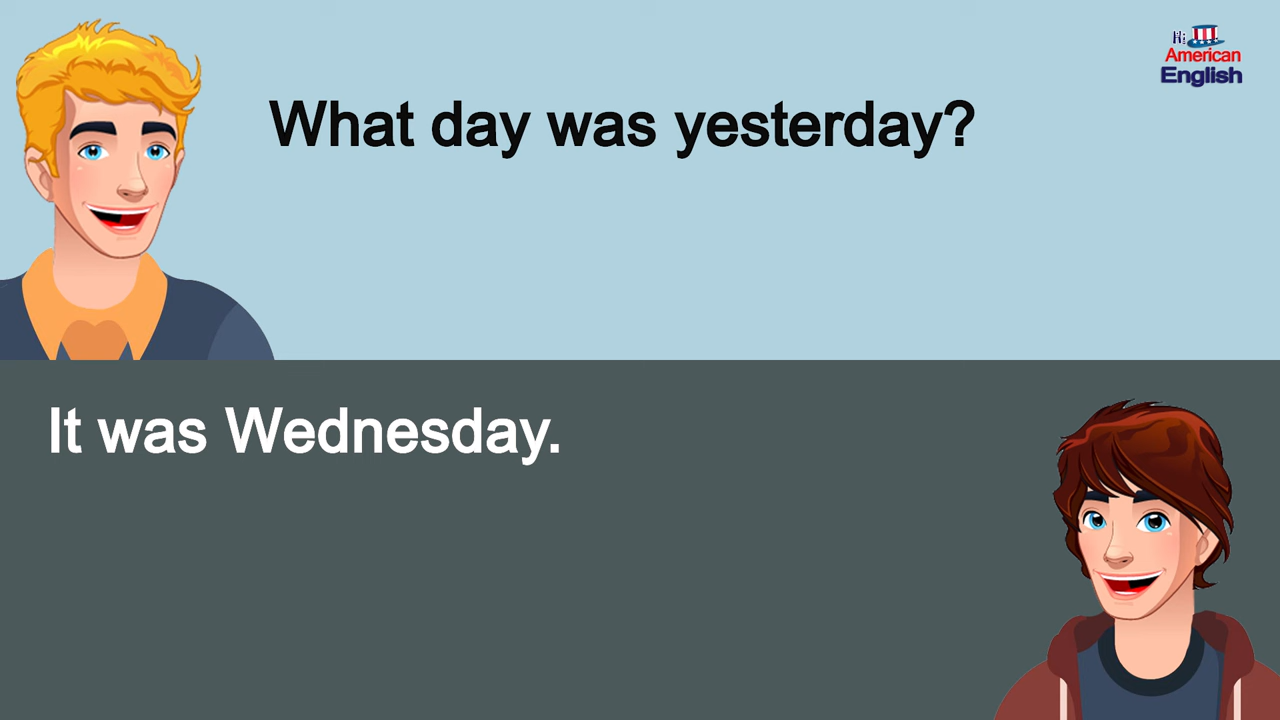 What day was yesterday?
Hi
American
English
It was Wednesday.